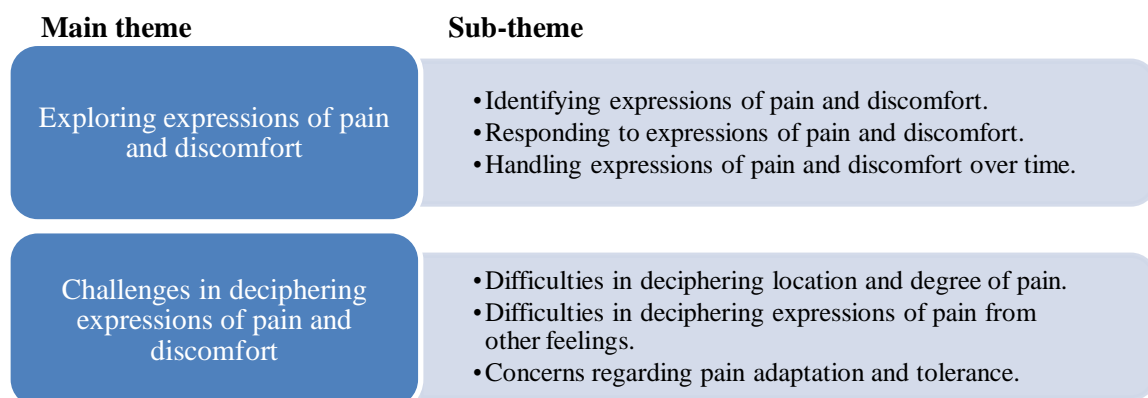 Main theme
Sub-theme
Exploring expressions of pain
and discomfort
•Identifying expressions of pain and discomfort.
•Responding to expressions of pain and discomfort.
•Handling expressions of pain and discomfort over time.
Challenges in deciphering
expressions of pain and
discomfort
•Difficulties in deciphering location and degree of pain.
•Difficulties in deciphering expressions of pain from
other feelings.
•Concerns regarding pain adaptation and tolerance.